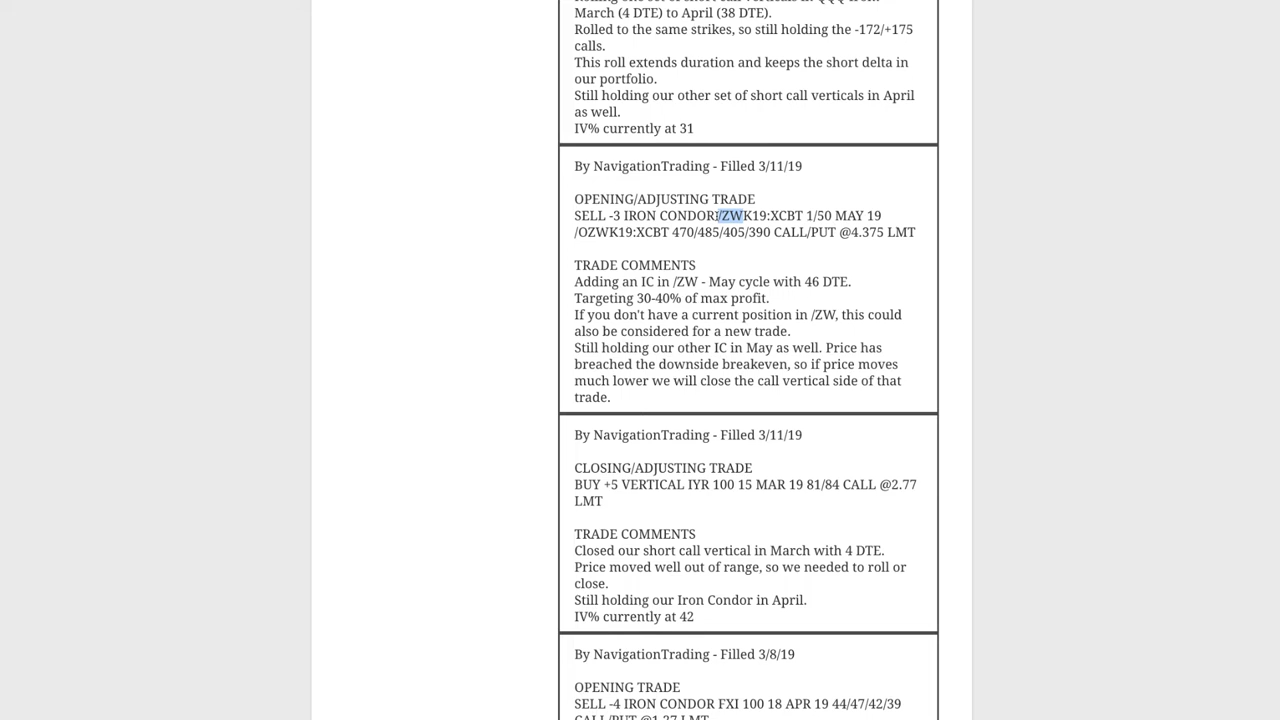 March (4 DTE) to April (38 DTE).
Rolled to the same strikes, so still holding the -172/+175
calls.
This roll extends duration and keeps the short delta in
our portfolio.
Still holding our other set of short call verticals in April
as well.
IV% currently at 31
By NavigationTrading - Filled 3/11/19
OPENING/ADJUSTING TRADE
SELL -3 IRON CONDOR /ZWK19:XCBT 1/50 MAY 19
/OZWK19:XCBT 470/485/405/390 CALL/PUT @4.375 LMT
TRADE COMMENTS
Adding an IC in /ZW - May cycle with 46 DTE.
Targeting 30-40% of max profit.
If you don't have a current position in /ZW, this could
also be considered for a new trade.
Still holding our other IC in May as well. Price has
breached the downside breakeven, so if price moves
much lower we will close the call vertical side of that
trade.
By NavigationTrading - Filled 3/11/19
CLOSING/ADJUSTING TRADE
BUY +5 VERTICAL IYR 100 15 MAR 19 81/84 CALL @2.77
LMT
TRADE COMMENTS
Closed our short call vertical in March with 4 DTE.
Price moved well out of range, so we needed to roll or
close.
Still holding our Iron Condor in April.
IV% currently at 42
By NavigationTrading - Filled 3/8/19
OPENING TRADE
SELL -4 IRON CONDOR FXI 100 18 APR 19 44/47/42/39
CALL/PUT @1.27 LMT